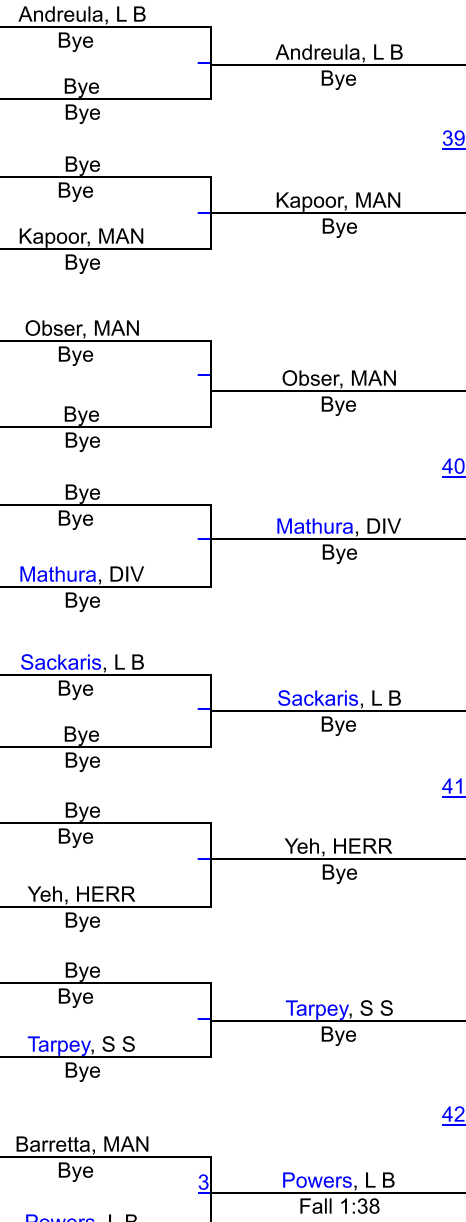 Andreula, L B
Bye
Andreula, L B
Bye
Bye
Bye
39
Bye
Bye
Kapoor, MAN
Bye
Kapoor, MAN
Bye
Obser, MAN
Bye
Obser, MAN
Bye
Bye
Bye
40
Bye
Bye
Mathura, DIV
Bye
Mathura, DIV
Bye
Sackaris, L B
Bye
Sackaris, L B
Bye
Bye
Bye
41
Bye
Bye
Yeh, HERR
Bye
Yeh, HERR
Bye
Bye
Bye
Tarpey, S S
Bye
Tarpey, S S
Bye
42
Barretta, MAN
Bye
3
Powers, L B
Fall 1:38
Powers, L B